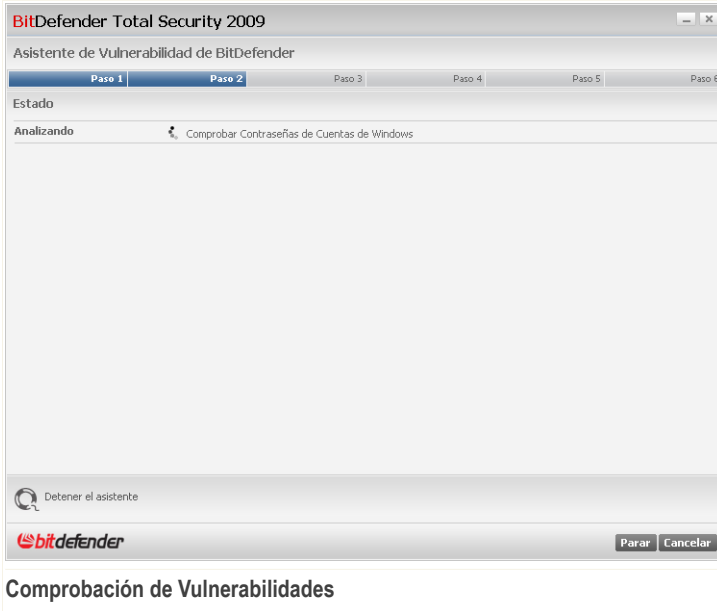 BitDefender Total Security 2009
Asistente de Vulnerabilidad de BitDefender
Paso 1 Paso 2 Paso 3 Paso 4 Paso 5 Paso 6
Estado
Analizando Comprobar Contraseñas de Cuentas de Windows
Detener el asistente
bitdefender
Parar Cancelar
Comprobación de Vulnerabilidades